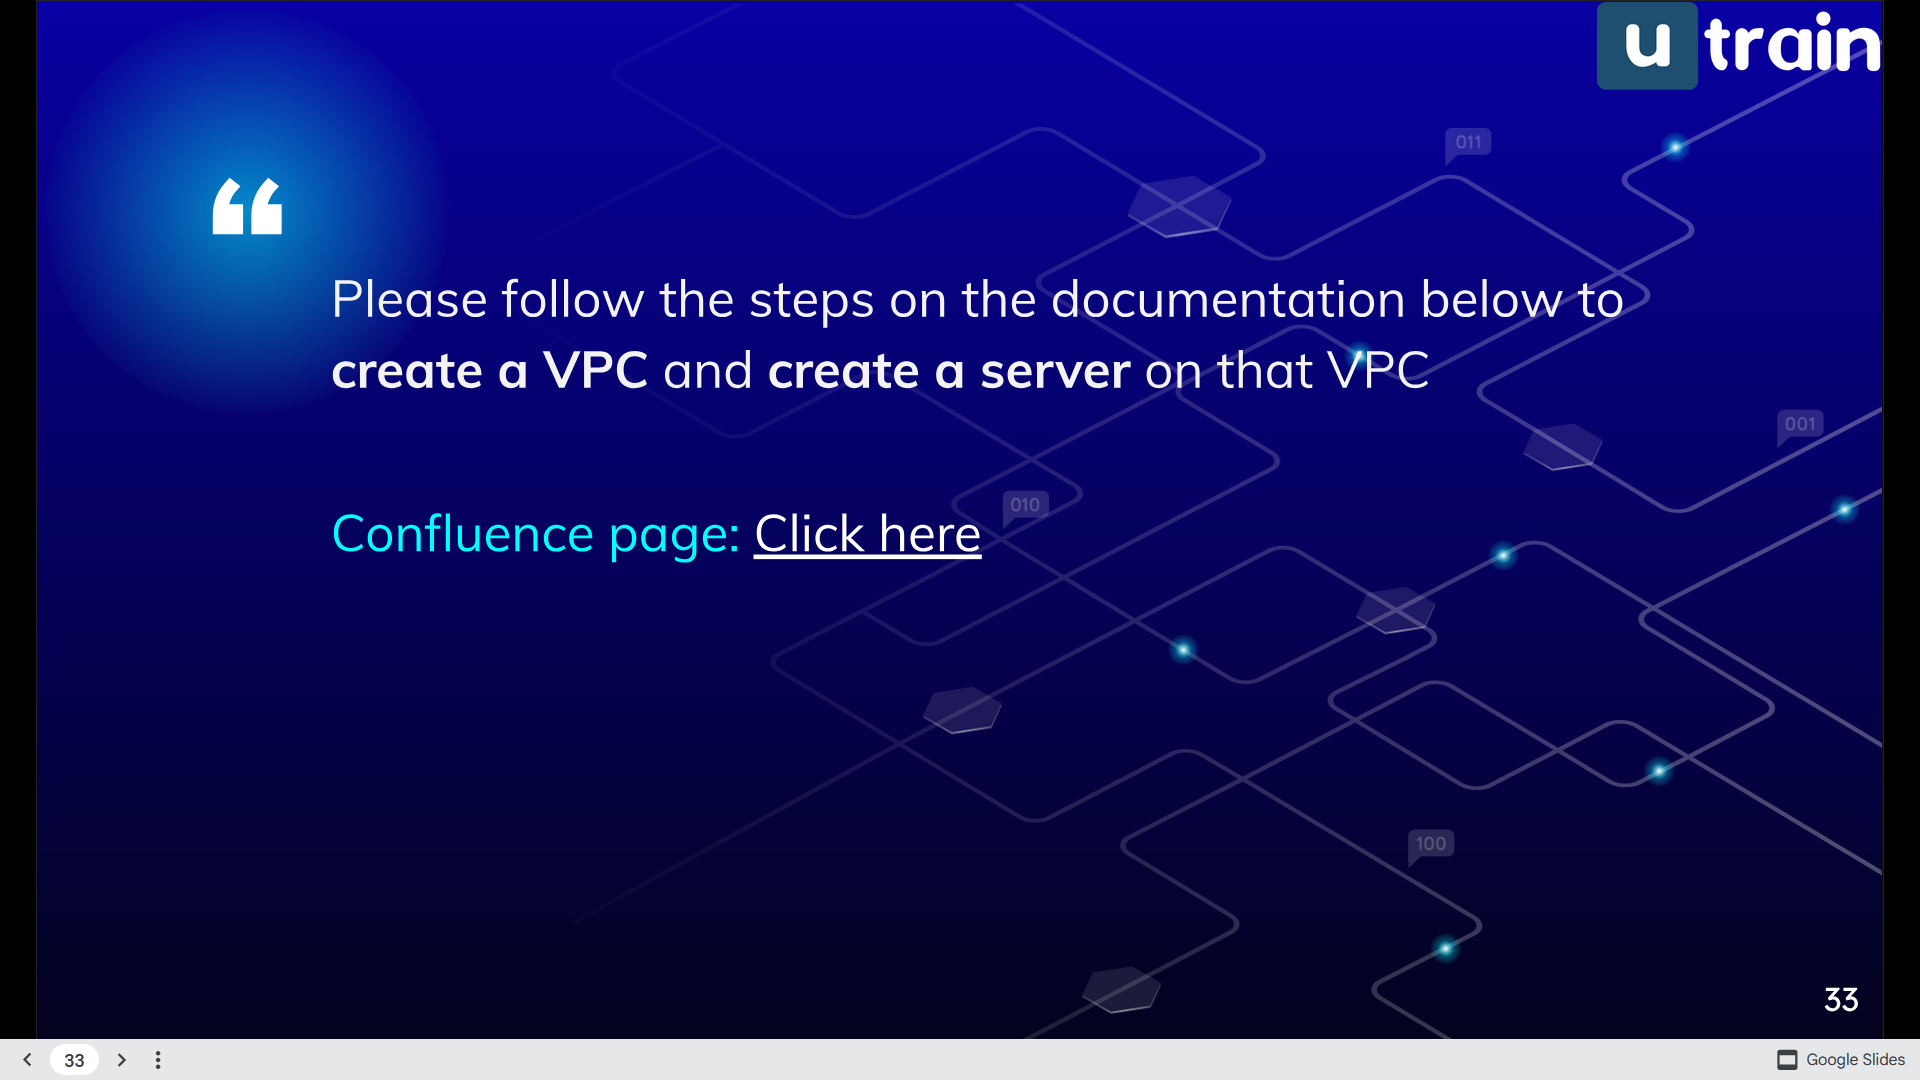 u train
011
“
Please follow the steps on the documentation below to
create a VPC and create a server on that VPC
001
010
Confluence page: Click here
100
33
33
Google Slides